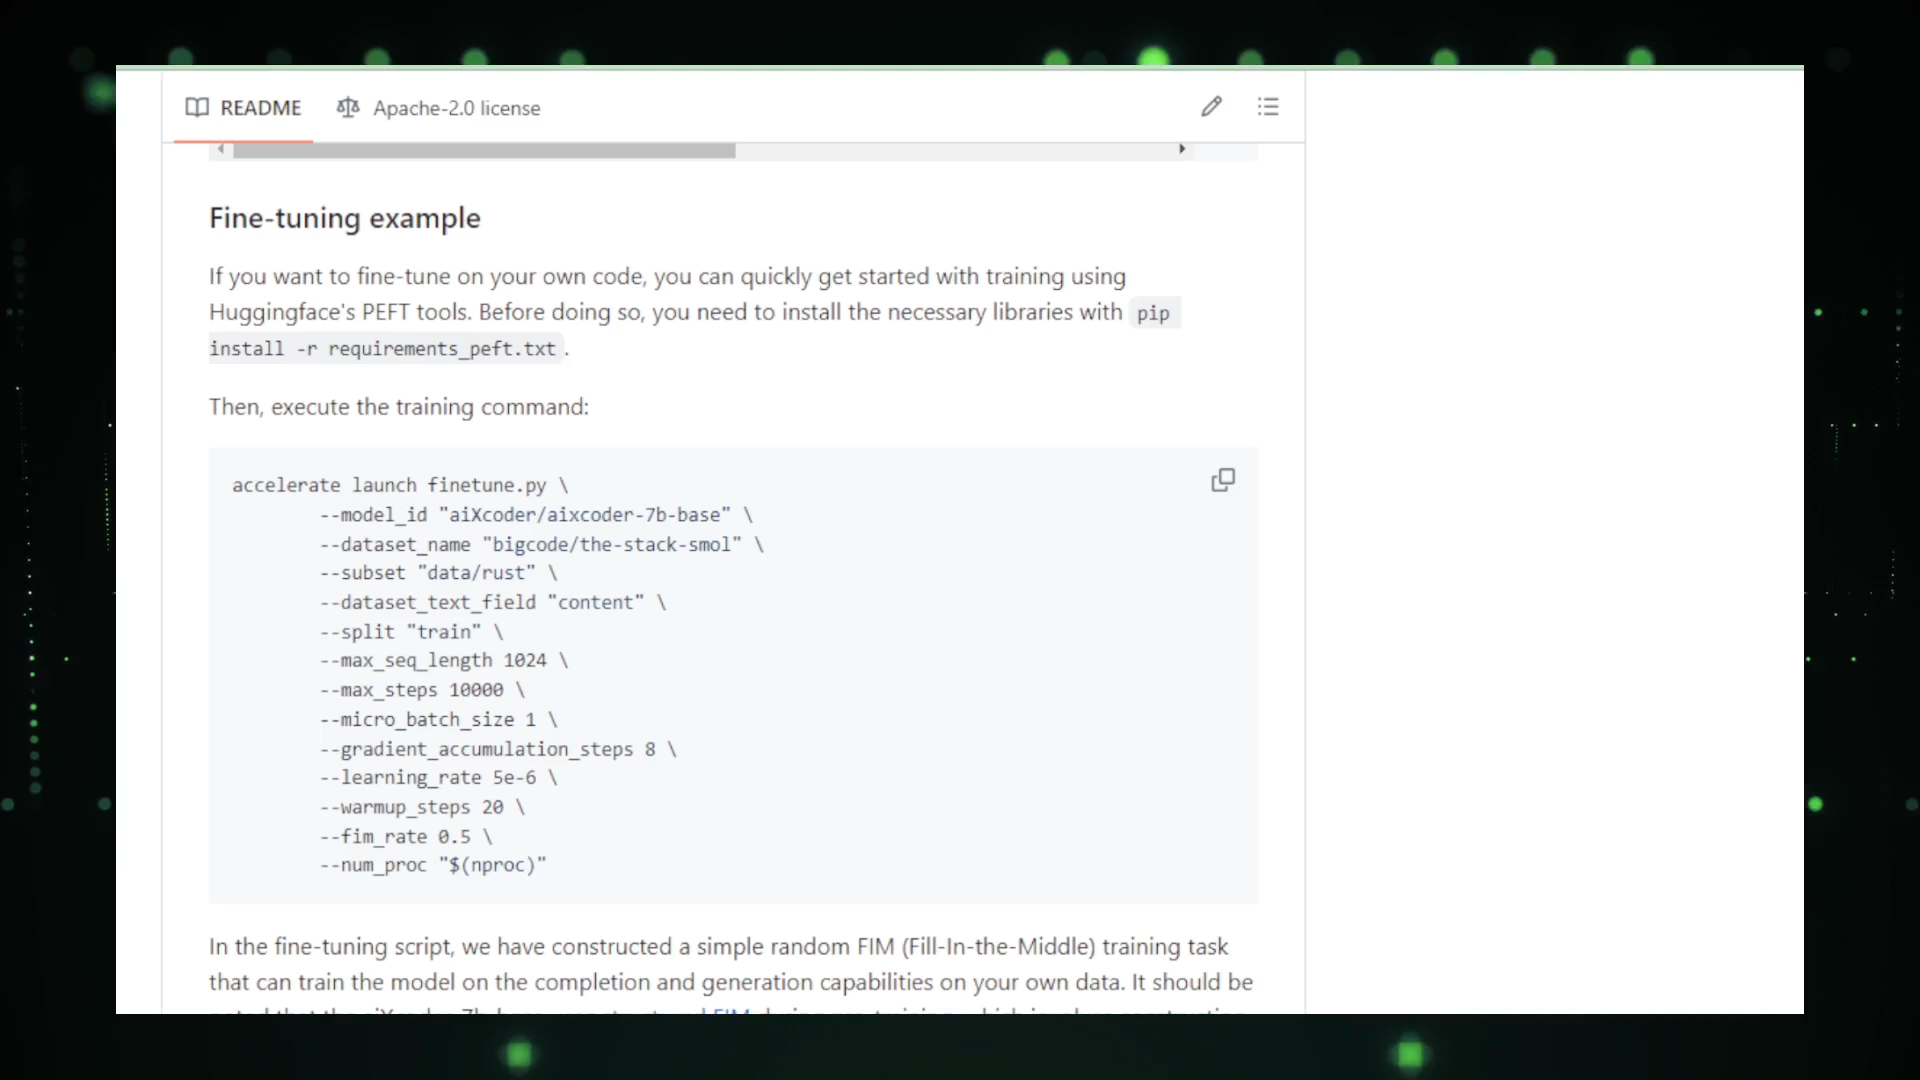 README Apache-2.0 license
Fine-tuning example
If you want to fine-tune on your own code, you can quickly get started with training using
Huggingface's PEFT tools. Before doing so, you need to install the necessary libraries with pip
install -r requirements_peft.txt.
Then, execute the training command:
accelerate launch finetune.py \
--model_id "aiXcoder/aixcoder-7b-base" \
--dataset_name "bigcode/the-stack-smol" \
--subset "data/rust" \
--dataset_text_field "content" \
--split "train" \
--max_seq_length 1024 \
--max_steps 10000 \
--micro_batch_size 1 \
--gradient_accumulation_steps 8 \
--learning_rate 5e-6 \
--warmup_steps 20 \
--fim_rate 0.5 \
--num_proc "$(nproc)"
In the fine-tuning script, we have constructed a simple random FIM (Fill-In-the-Middle) training task
that can train the model on the completion and generation capabilities on your own data. It should be